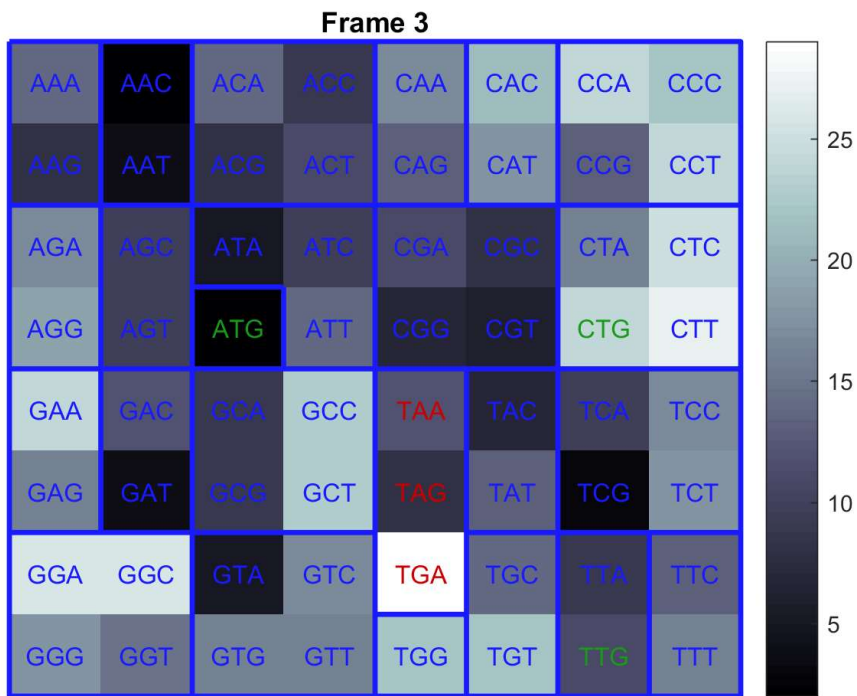 Frame 3
AAA AAC ACA ACC CAA CAC CCA CCC
AAG AAT ACG ACT CAG CAT CCG CCT
AGA AGC ATA ATC CGA CGC CTA CTC
AGG AGT ATG ATT CGG CGT CTG CTT
GAA GAC GCA GCC TAA TAC TCA TCC
GAG GAT GCG GCT TAG TAT TCG TCT
GGA GGC GTA GTC TGA TGC TTA TTC
GGG GGT GTG GTT TGG TGT TTG TTT
25
20
15
10
5